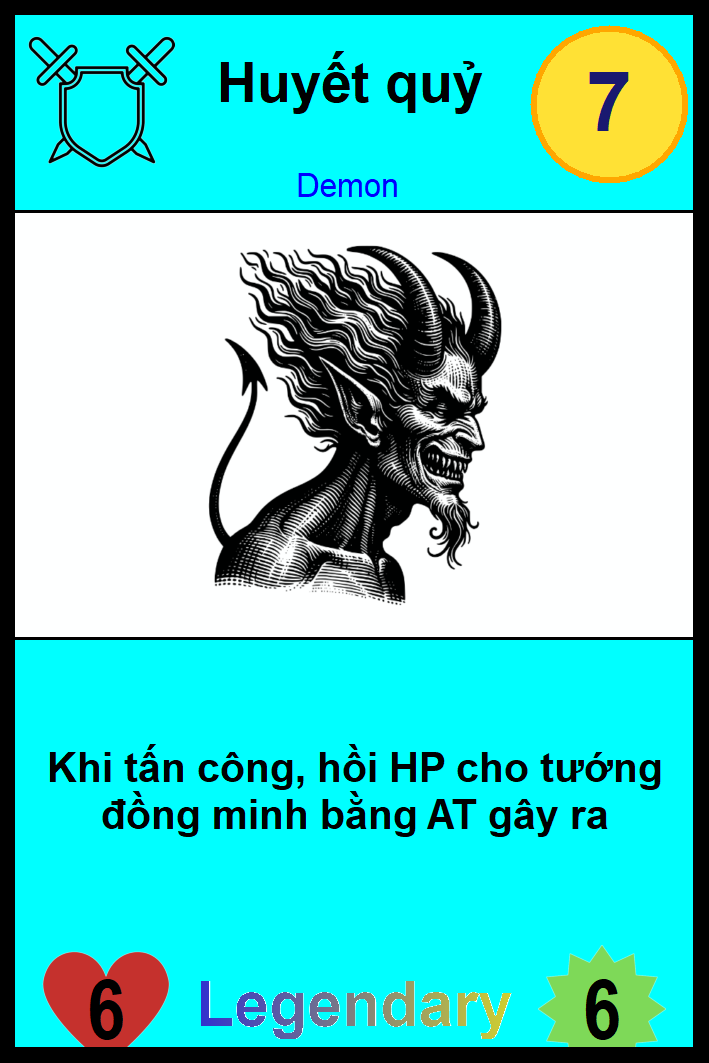 Huyết quỷ
7
Demon
Khi tấn công, hồi HP cho tướng
đồng minh bằng AT gây ra
6
Legendary
6